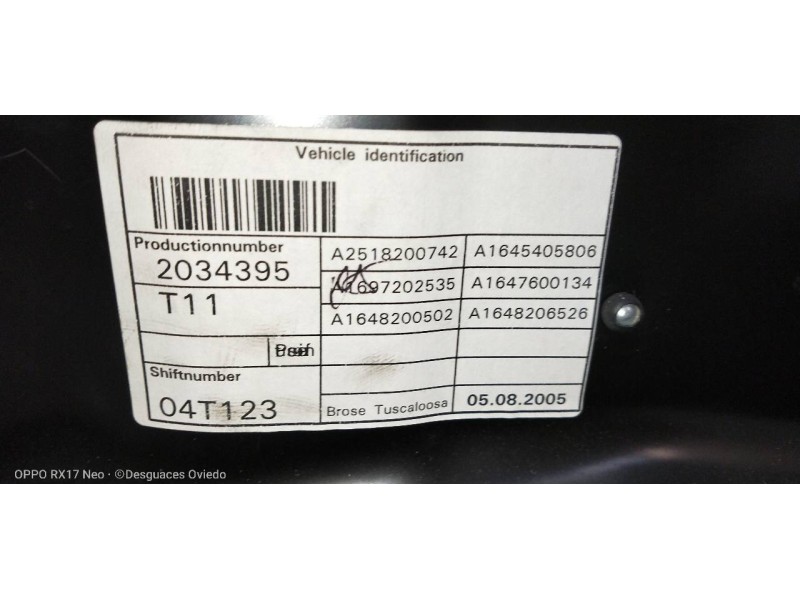 Vehicle identification
Productionnumber
2034395
T11
Shiftnumber
04T123
A2518200742 A1645405806
A1697202535 A1647600134
A1648200502 A1648206526
Brose Tuscaloosa 05.08.2005
OPPO RX17 Neo · ©Desguaces Oviedo